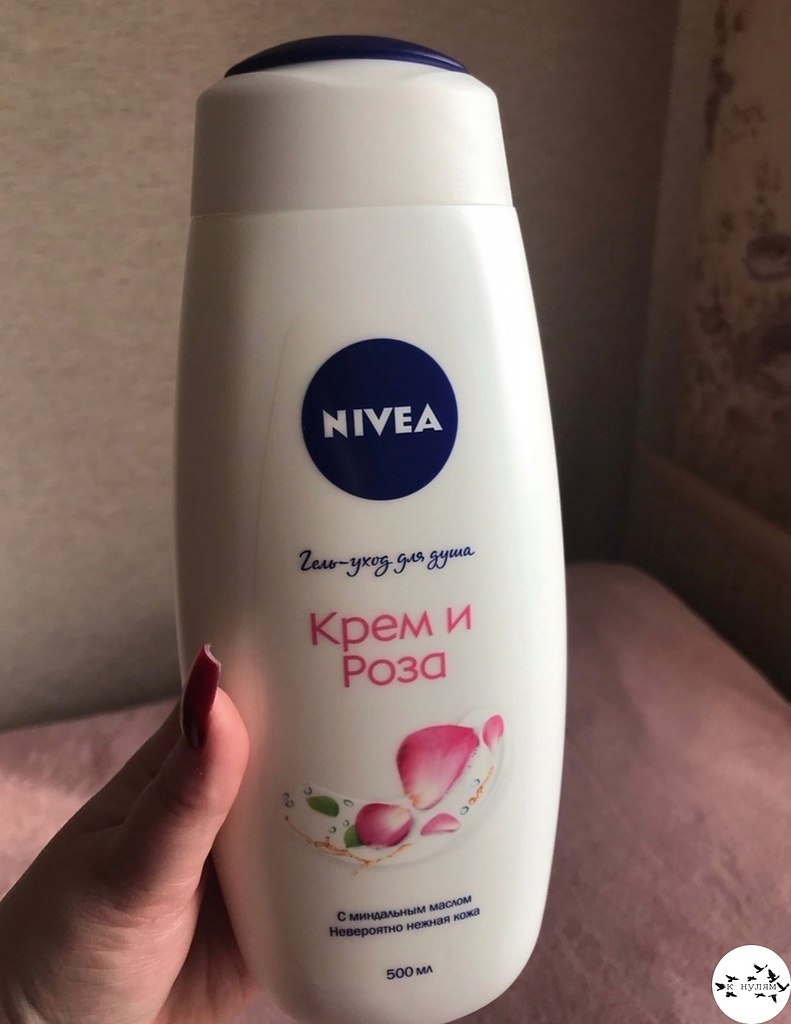 NIVEA
Гель-уход для душа
Крем и
Роза
С миндальным маслом
Невероятно нежная кожа
500 мл
к нулям